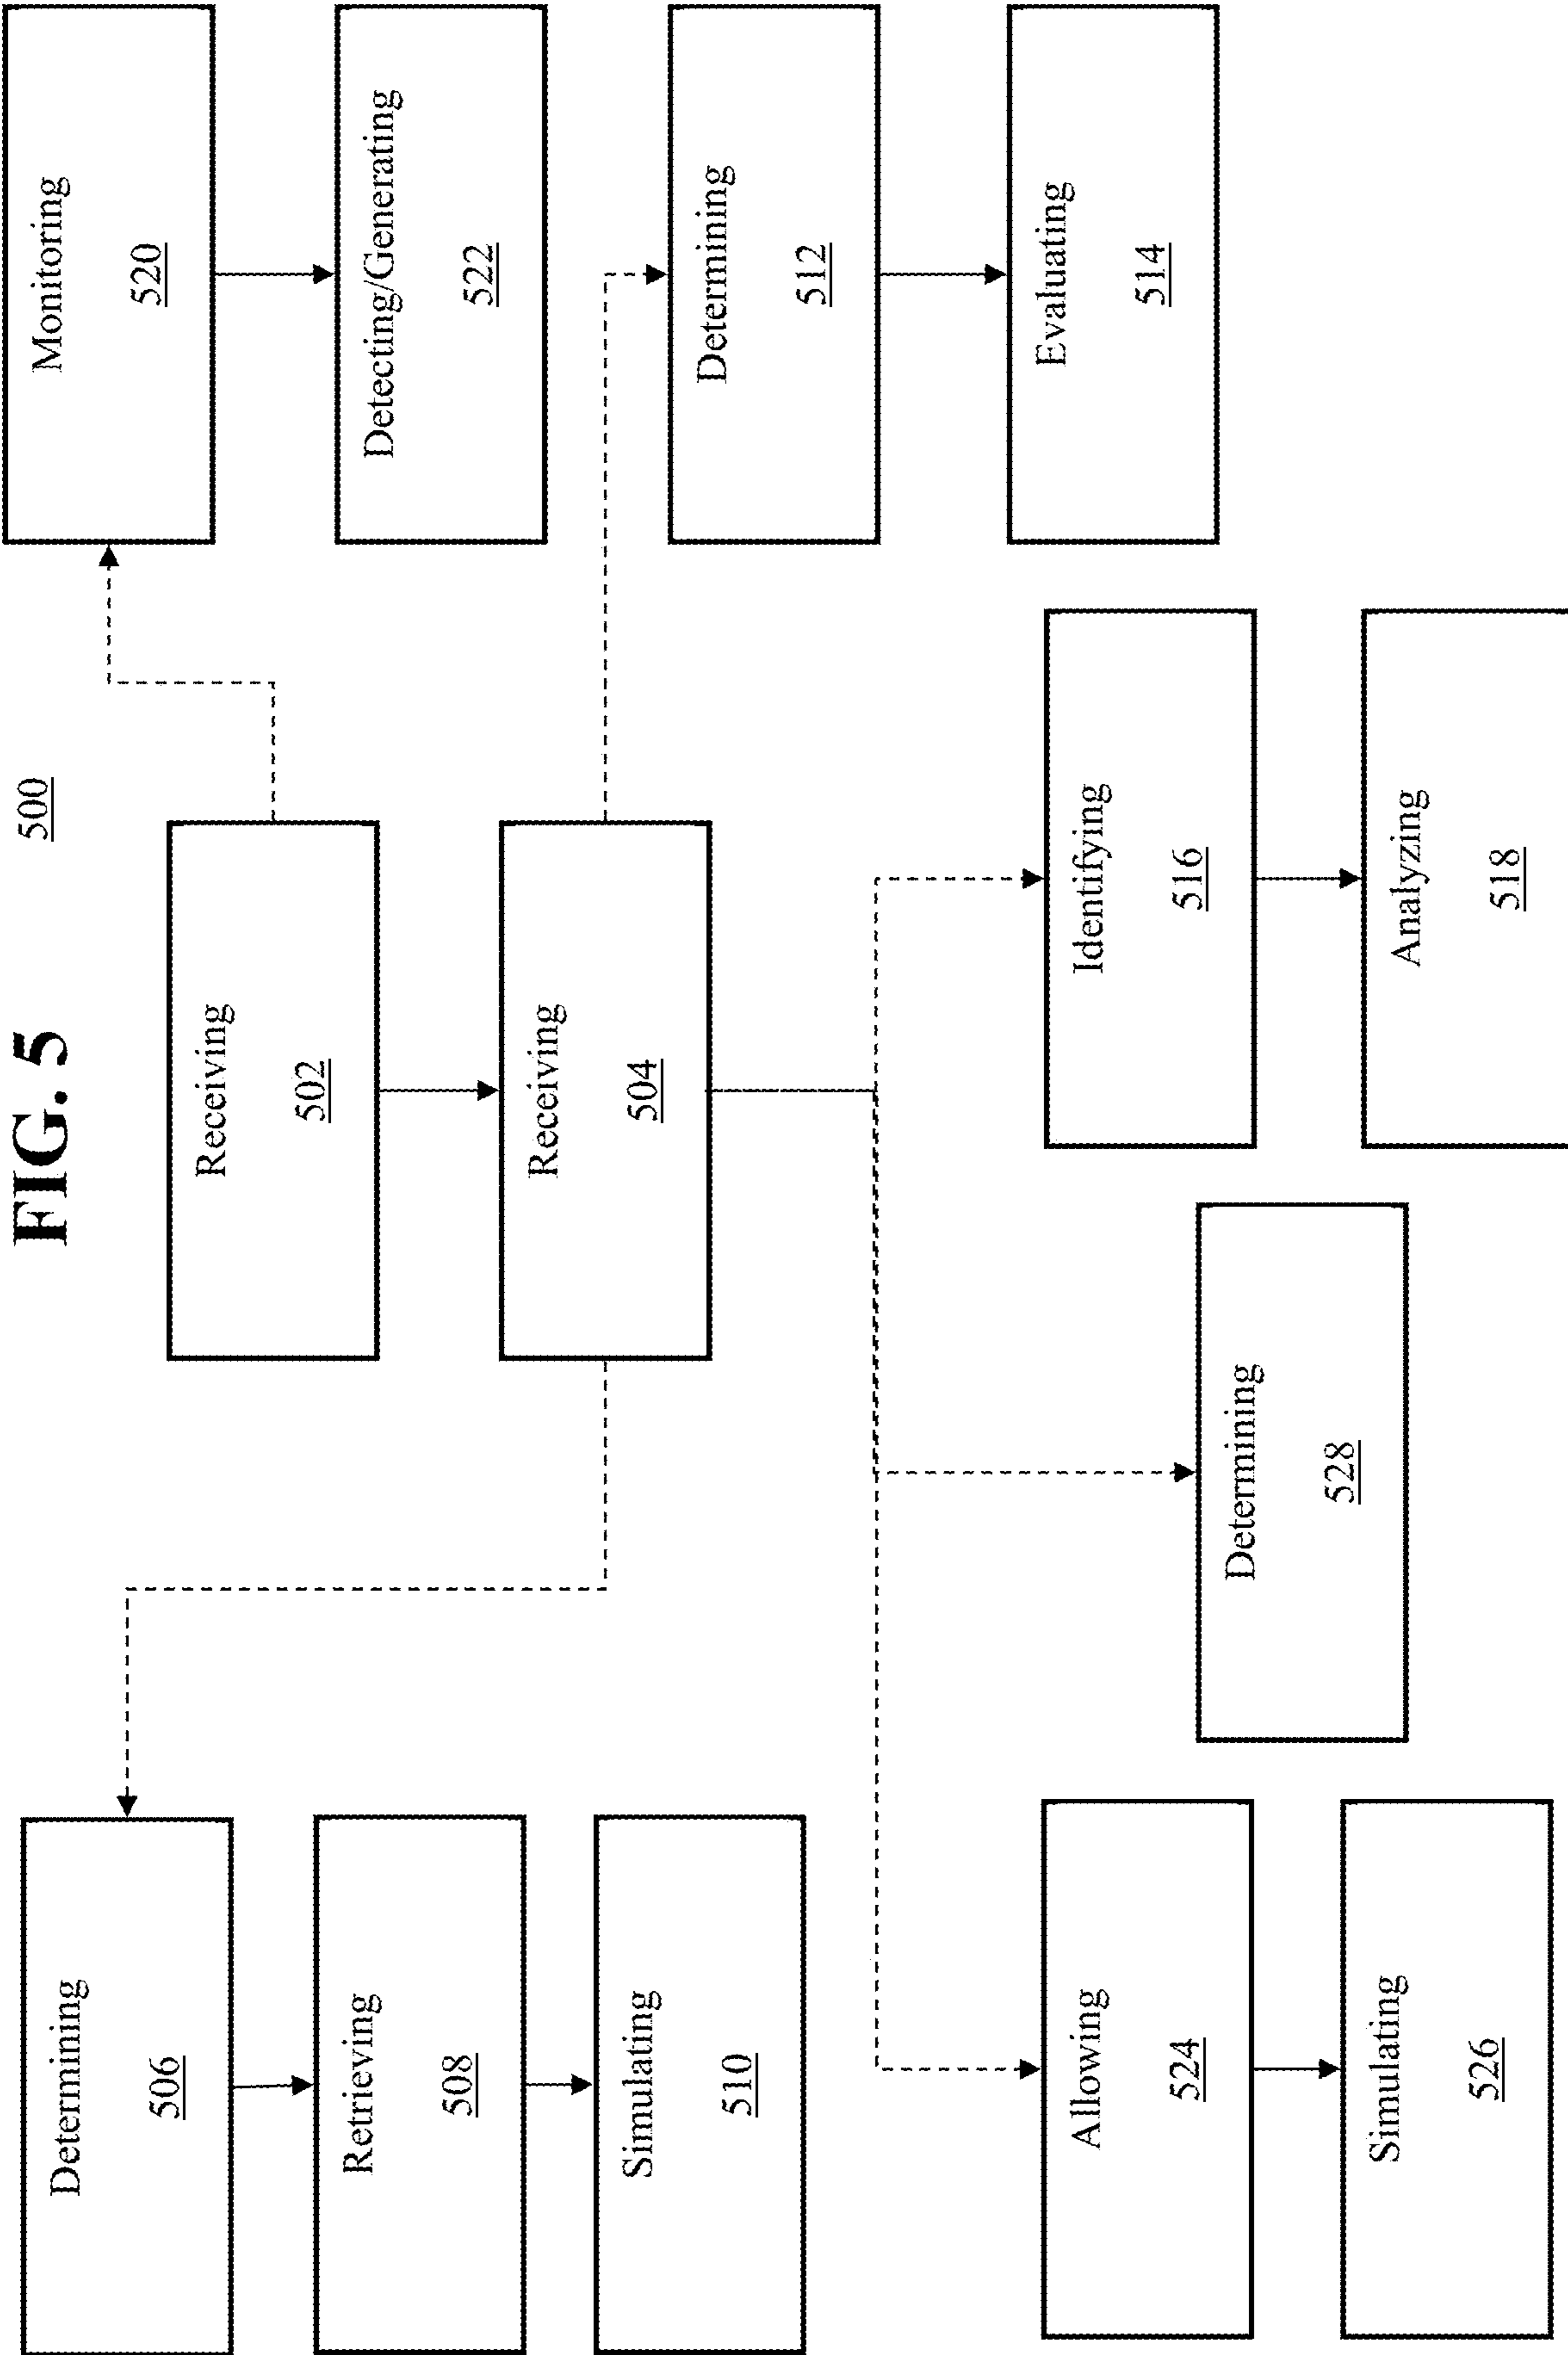 FIG. 5
500
Receiving
502
Receiving
504
Determining
506
Retrieving
508
Simulating
510
Monitoring
520
Detecting/Generating
522
Determining
512
Evaluating
514
Allowing
524
Simulating
526
Determining
528
Identifying
516
Analyzing
518